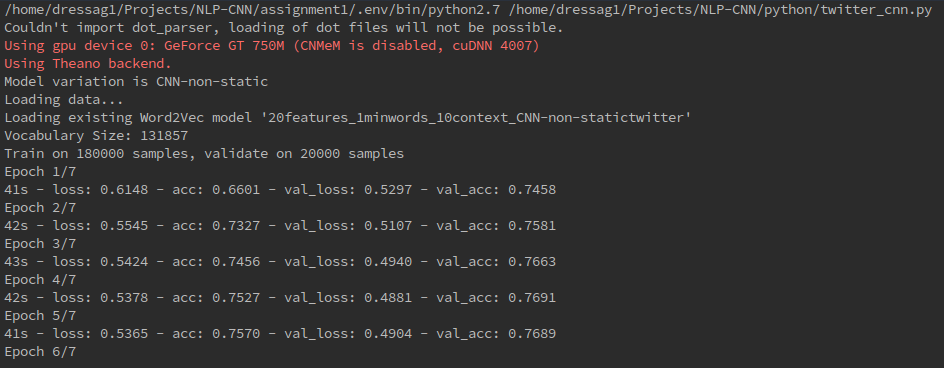 /home/dressag1/Projects/NLP-CNN/assignment1/.env/bin/python2.7 /home/dressag1/Projects/NLP-CNN/python/twitter_cnn.py
Couldn't import dot_parser, loading of dot files will not be possible.
Using gpu device 0: GeForce GT 750M (CNMeM is disabled, cuDNN 4007)
Using Theano backend.
Model variation is CNN-non-static
Loading data...
Loading existing Word2Vec model '20features_1minwords_10context_CNN-non-statictwitter'
Vocabulary Size: 131857
Train on 180000 samples, validate on 20000 samples
Epoch 1/7
41s - loss: 0.6148 - acc: 0.6601 - val_loss: 0.5297 - val_acc: 0.7458
Epoch 2/7
42s - loss: 0.5545 - acc: 0.7327 - val_loss: 0.5107 - val_acc: 0.7581
Epoch 3/7
43s - loss: 0.5424 - acc: 0.7456 - val_loss: 0.4940 - val_acc: 0.7663
Epoch 4/7
42s - loss: 0.5378 - acc: 0.7527 - val_loss: 0.4881 - val_acc: 0.7691
Epoch 5/7
41s - loss: 0.5365 - acc: 0.7570 - val_loss: 0.4904 - val_acc: 0.7689
Epoch 6/7